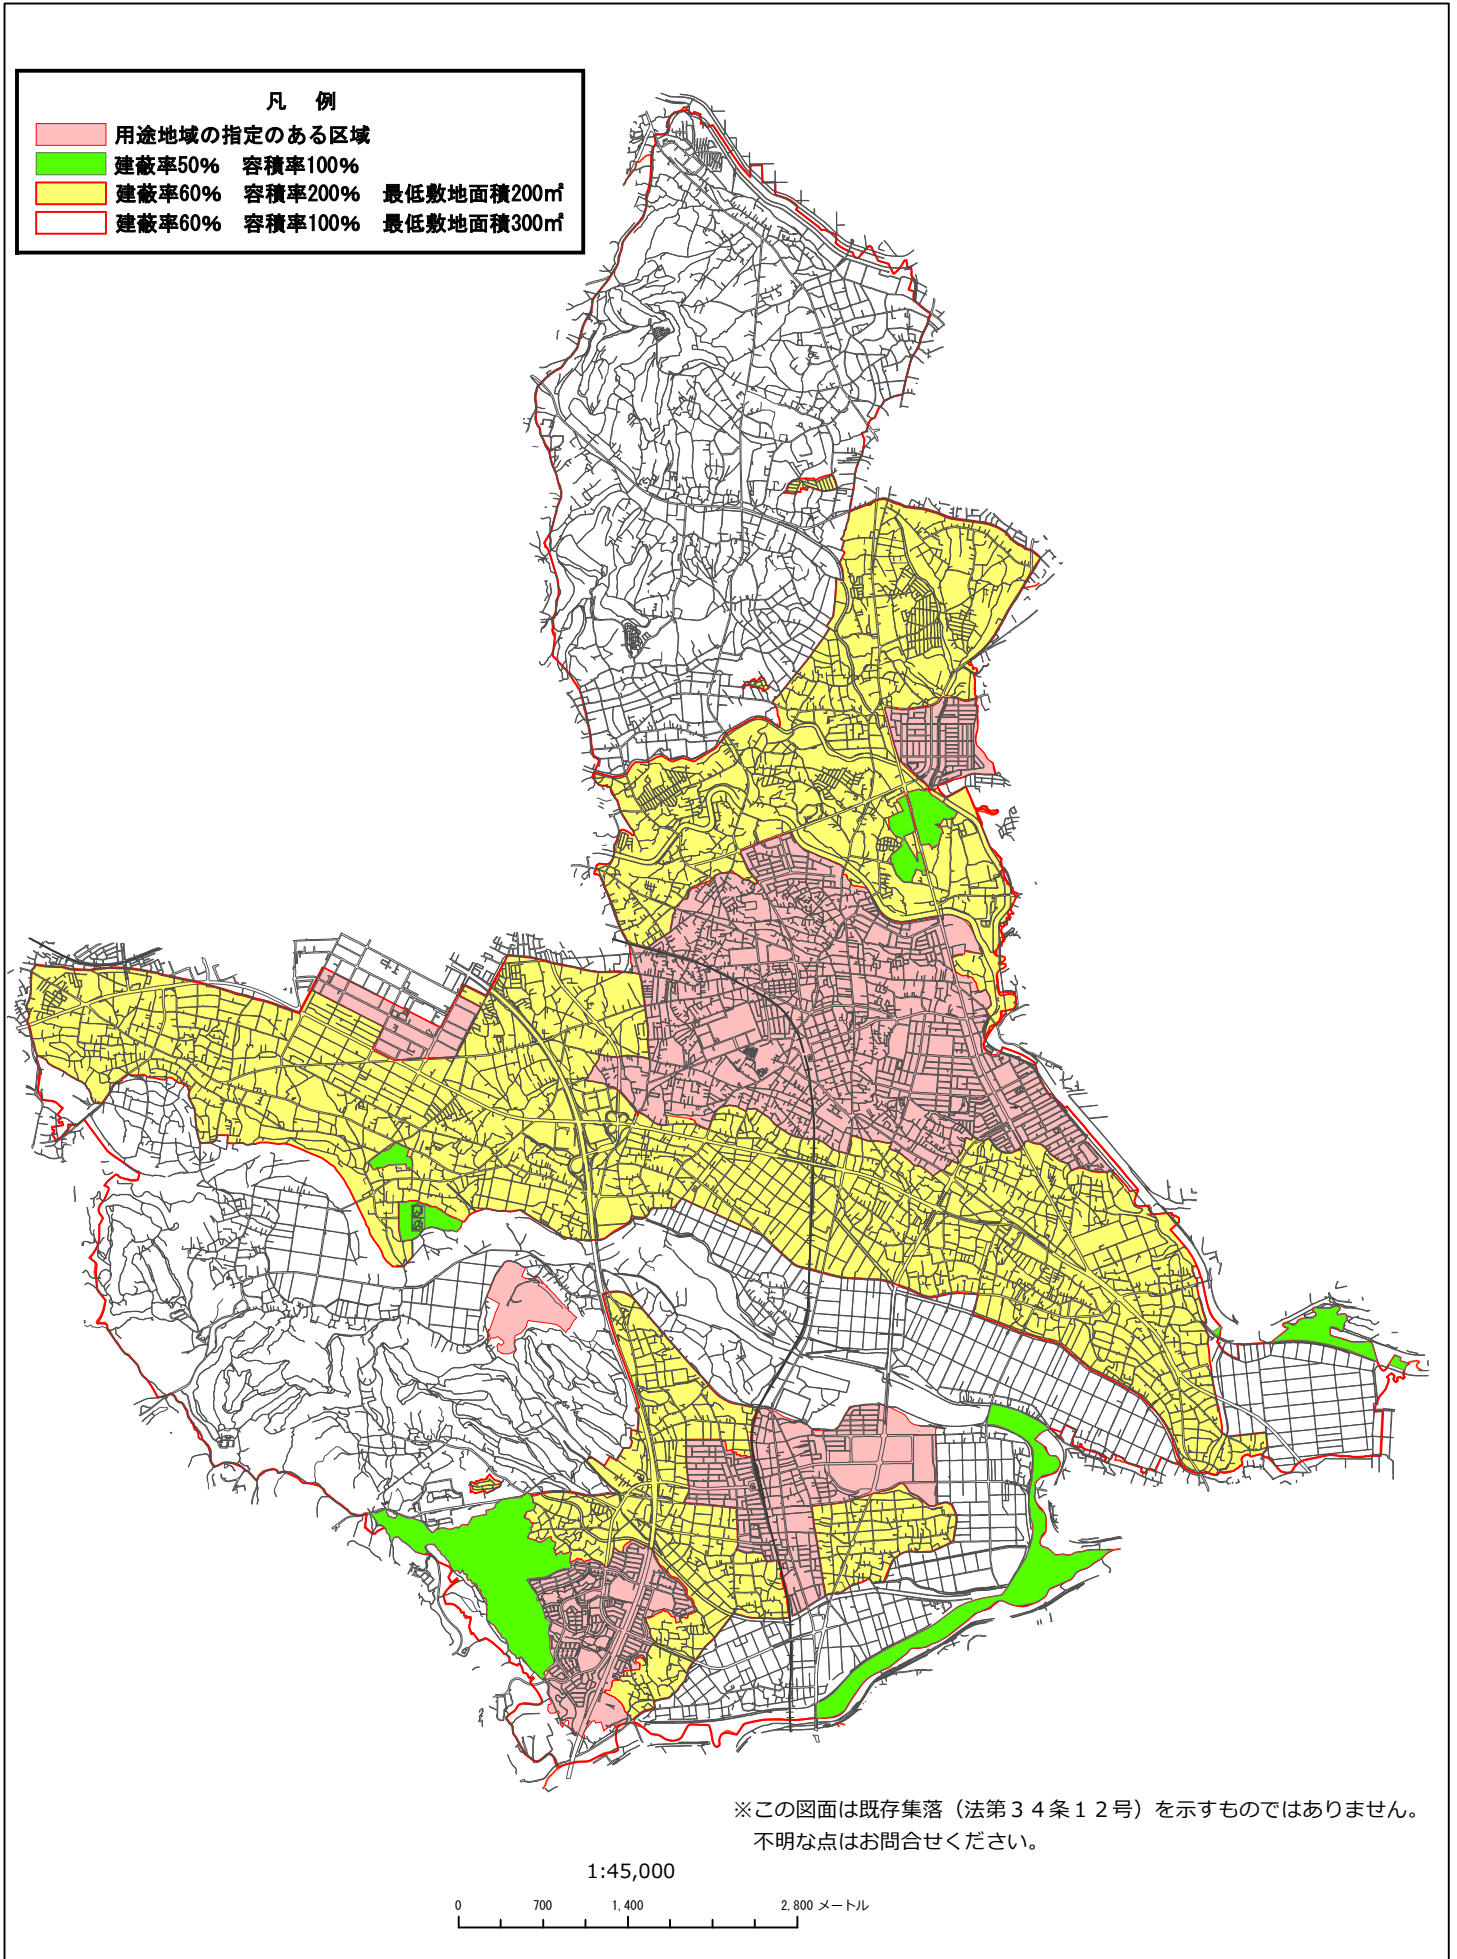 凡 例
用途地域の指定のある区域
建蔽率50% 容積率100%
建蔽率60% 容積率200% 最低敷地面積200㎡
建蔽率60% 容積率100% 最低敷地面積300㎡
※この図面は既存集落（法第３４条１２号）を示すものではありません。
不明な点はお問合せください。
1:45,000
0 700 1,400 2,800 メートル